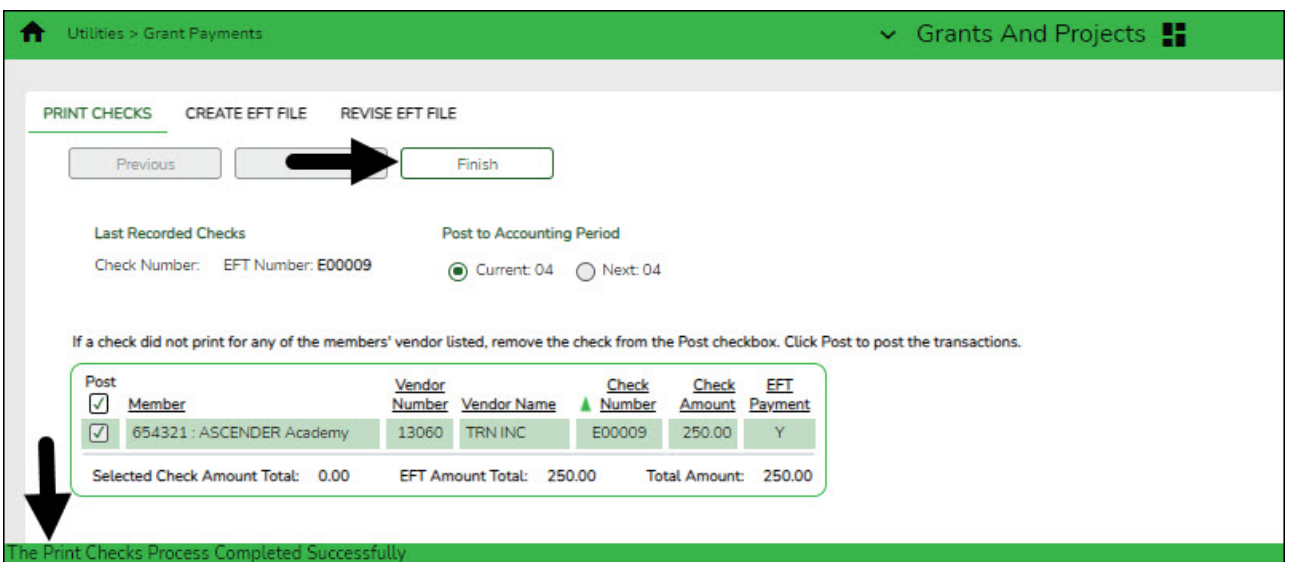 Utilities > Grant Payments
Grants And Projects
PRINT CHECKS CREATE EFT FILE REVISE EFT FILE
Previous Finish
Last Recorded Checks Post to Accounting Period
Check Number: EFT Number: E00009 Current: 04 Next: 04
If a check did not print for any of the members' vendor listed, remove the check from the Post checkbox. Click Post to post the transactions.
Post Vendor Check Check EFT
Member Number Vendor Name Number Amount Payment
654321 : ASCENDER Academy 13060 TRN INC E00009 250.00 Y
Selected Check Amount Total: 0.00 EFT Amount Total: 250.00 Total Amount: 250.00
The Print Checks Process Completed Successfully